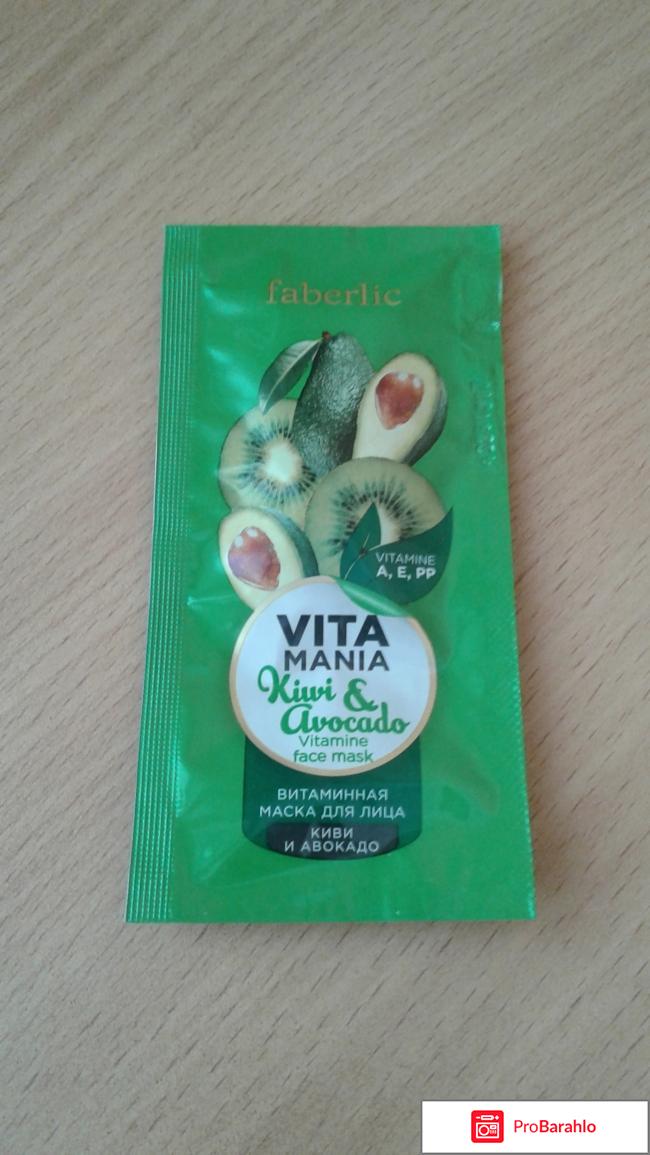 faberlic
VITAMINE
A, E, PP
VITA
MANIA
Kiwi &
Avocado
Vitamine
face mask
ВИТАМИННАЯ
МАСКА ДЛЯ ЛИЦА
КИВИ
И АВОКАДО
ProBarahlo